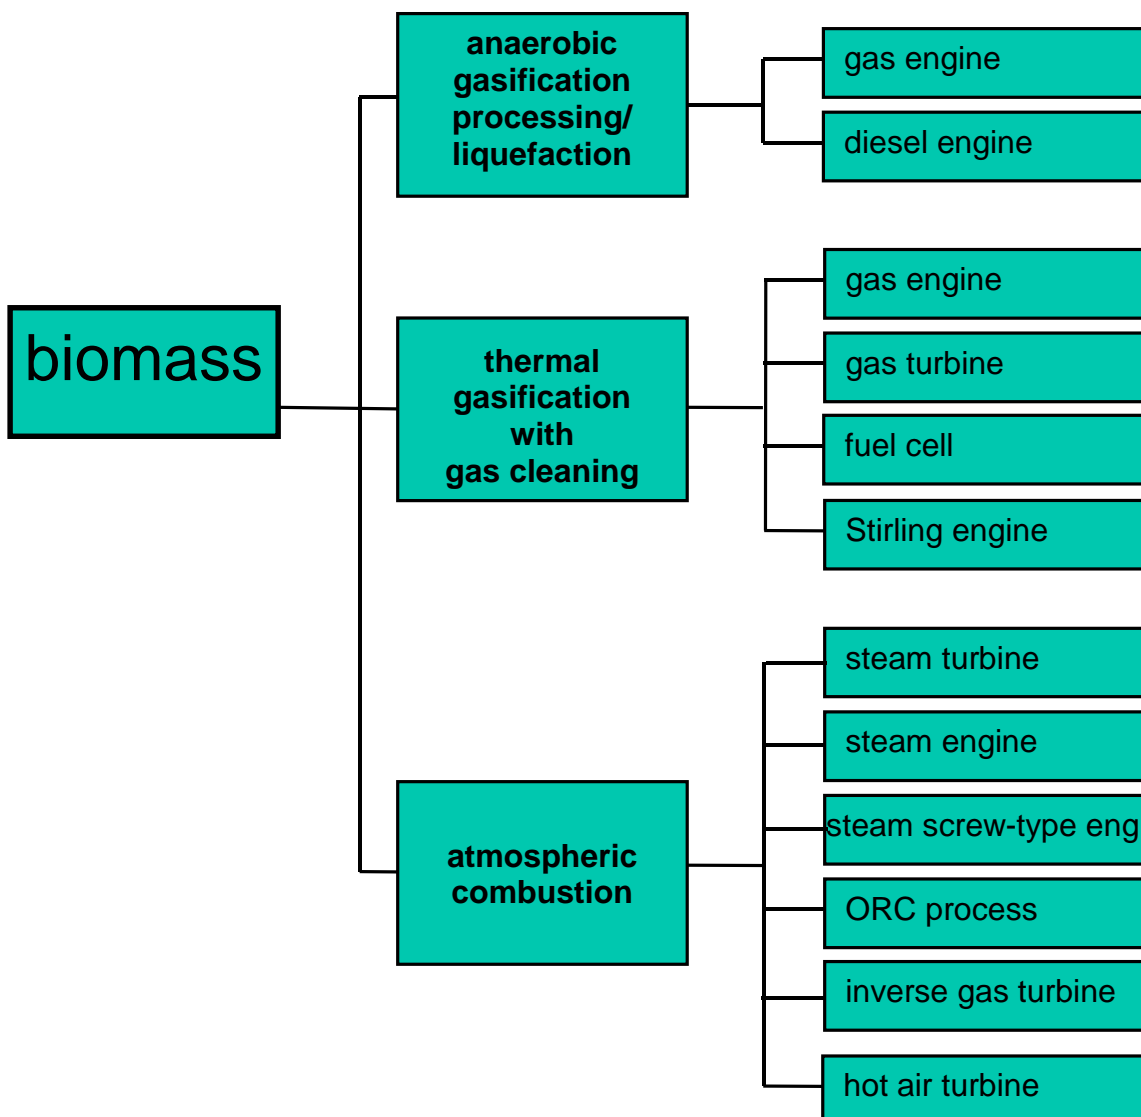 anaerobic
gasification
processing/
liquefaction
gas engine
diesel engine
biomass
thermal
gasification
with
gas cleaning
gas engine
gas turbine
fuel cell
Stirling engine
atmospheric
combustion
steam turbine
steam engine
steam screw-type eng
ORC process
inverse gas turbine
hot air turbine